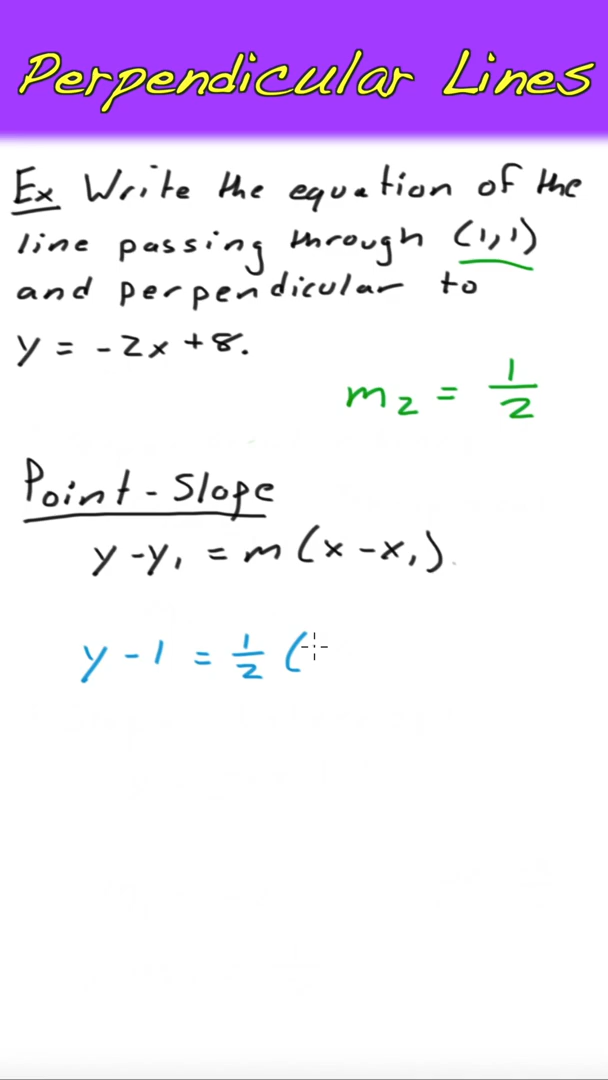 Perpendicular Lines
Ex Write the equation of the
line passing through (1,1)
and perpendicular to
y = -2x +8.
m₂ = 1/2
Point-Slope
y - y₁ = m(x - x₁)
y - 1 = 1/2 (